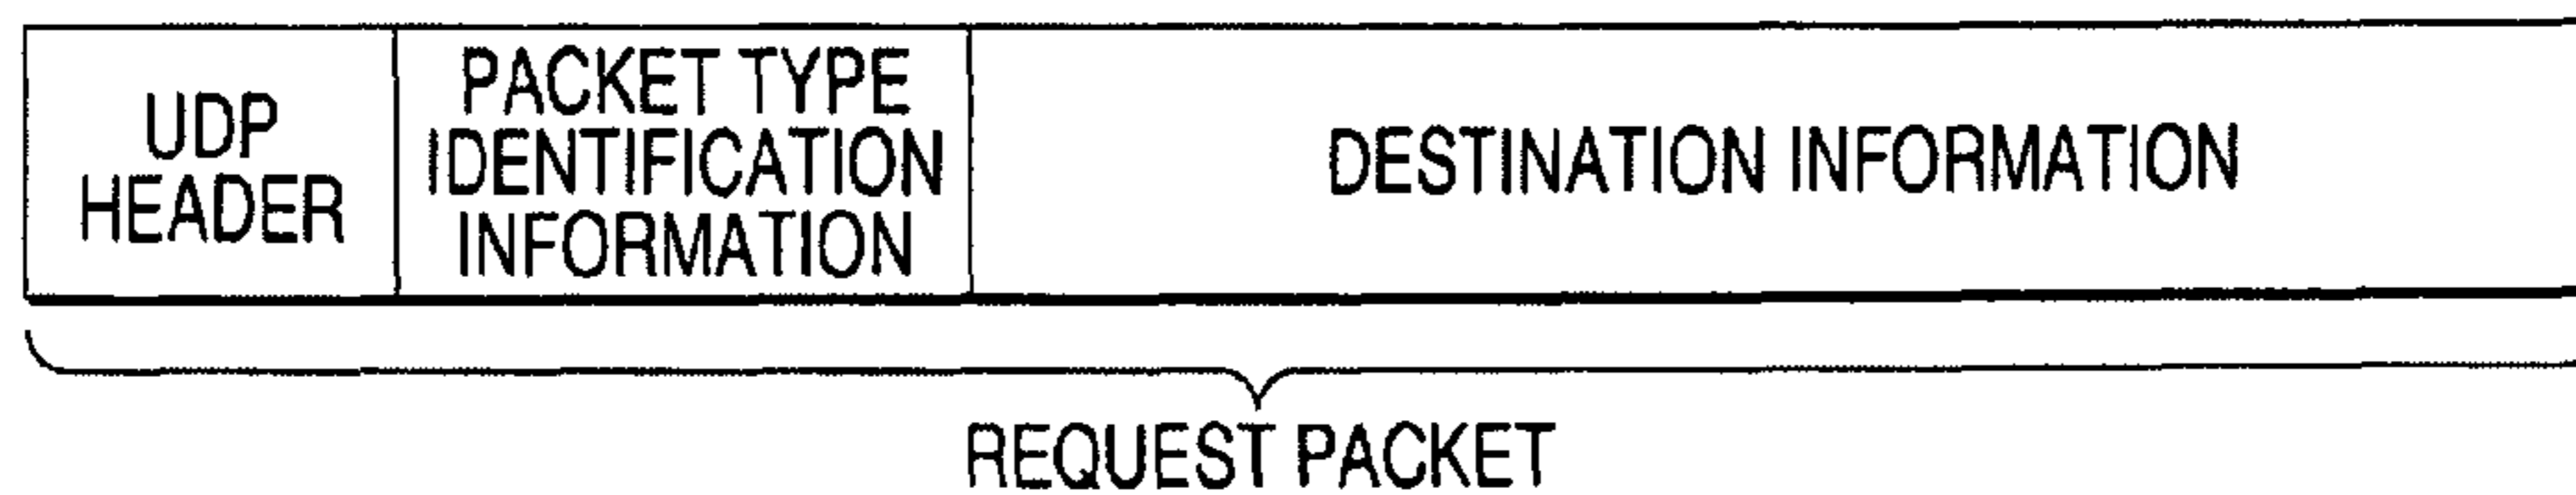 UDP
HEADER
PACKET TYPE
IDENTIFICATION
INFORMATION
DESTINATION INFORMATION
REQUEST PACKET